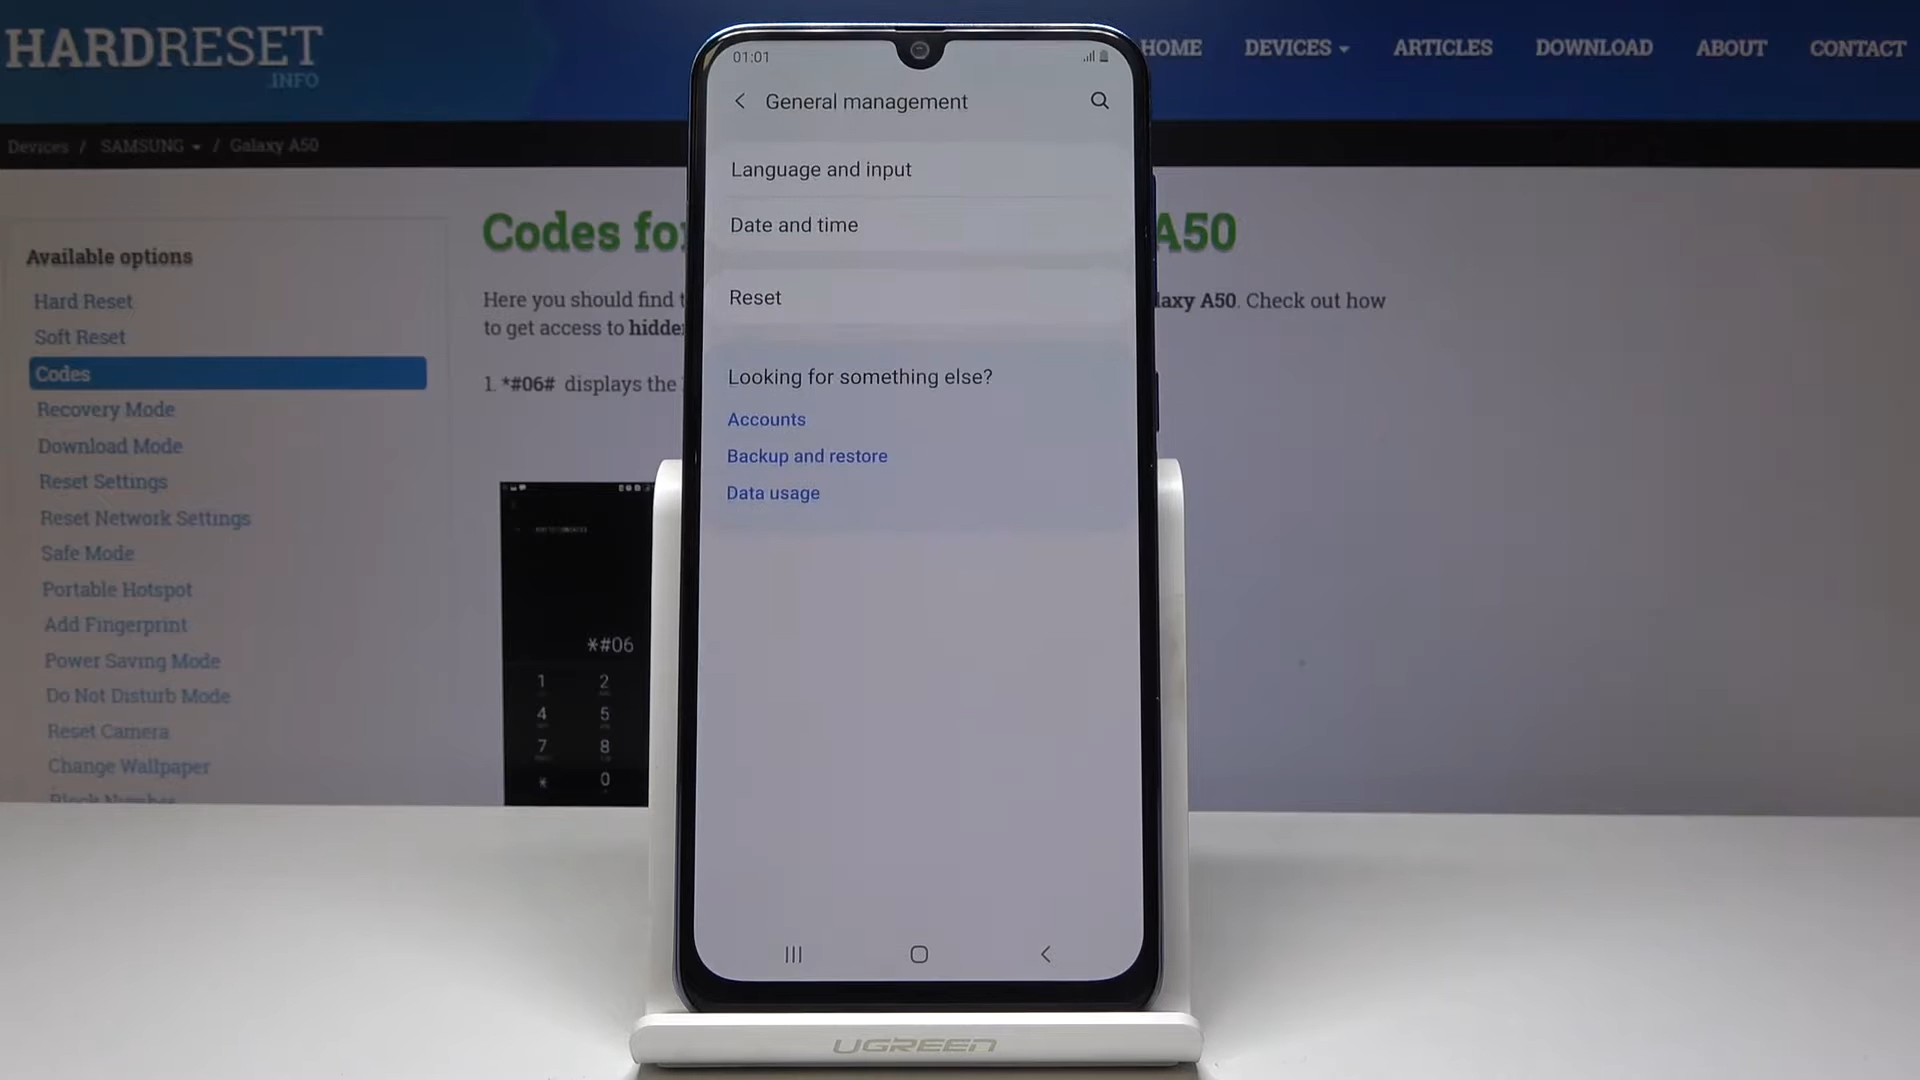 HARDRESET
.INFO
HOME DEVICES ARTICLES DOWNLOAD ABOUT CONTACT
Devices / SAMSUNG / Galaxy A50
Available options
Hard Reset
Soft Reset
Codes
Recovery Mode
Download Mode
Reset Settings
Reset Network Settings
Safe Mode
Portable Hotspot
Add Fingerprint
Power Saving Mode
Do Not Disturb Mode
Reset Camera
Change Wallpaper
Block Number
Codes fo A50
Here you should find laxy A50. Check out how
to get access to hidde
1. *#06# displays the
*#06
1 2
4 5
7 8
* 0
01:01
General management
Language and input
Date and time
Reset
Looking for something else?
Accounts
Backup and restore
Data usage
UGREEN